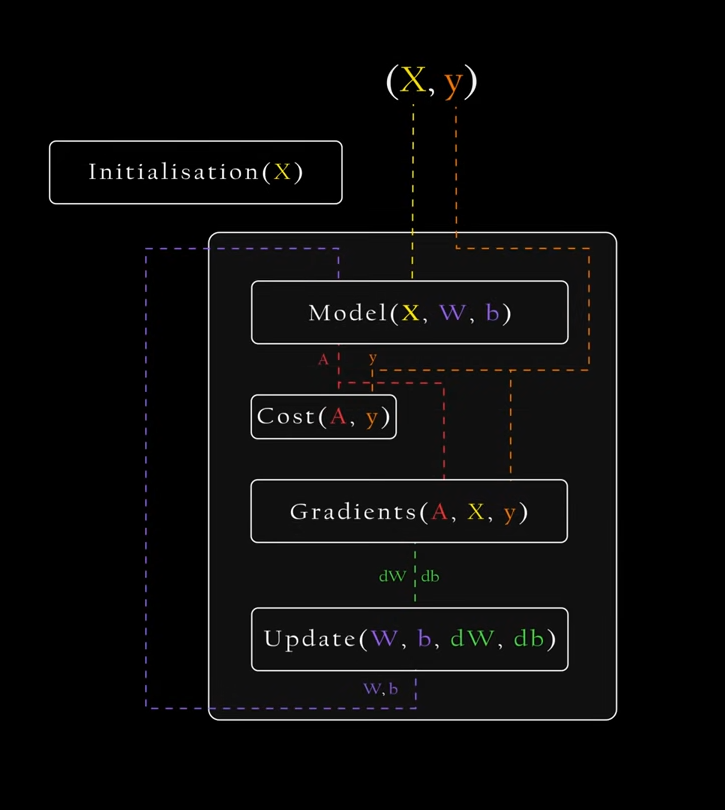 (X, y)
Initialisation(X)
Model(X, W, b)
A y
Cost(A, y)
Gradients(A, X, y)
dW db
Update(W, b, dW, db)
W, b